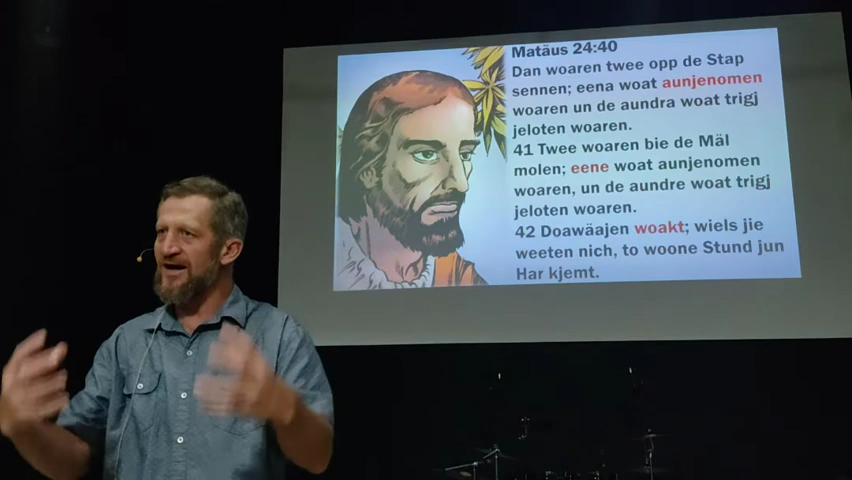 Matäus 24:40
Dan woaren twee opp de Stap
sennen; eena woat aunjenomen
woaren un de aundra woat trigj
jeloten woaren.
41 Twee woaren bie de Mäl
molen; eene woat aunjenomen
woaren, un de aundre woat trigj
jeloten woaren.
42 Doawäajen woakt; wiels jie
weeten nich, to woone Stund jun
Har kjemt.